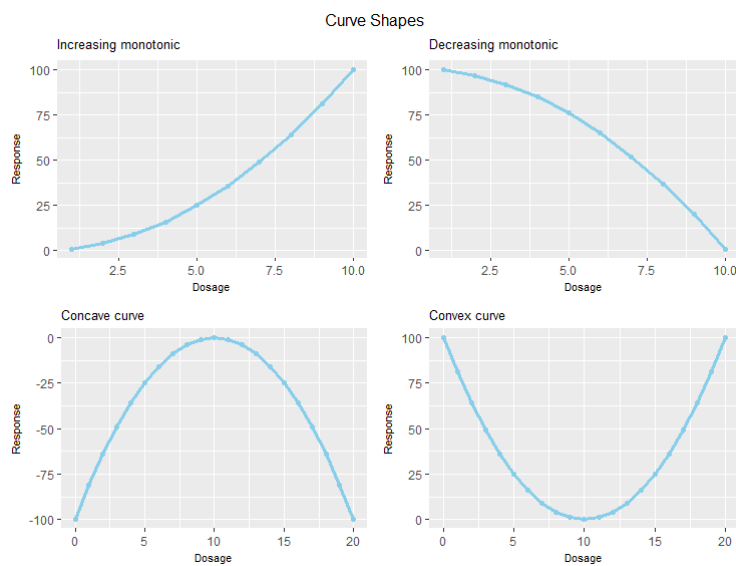 Curve Shapes
Increasing monotonic
Decreasing monotonic
100
75
50
25
0
Response
2.5
5.0
7.5
10.0
Dosage
100
75
50
25
0
Response
2.5
5.0
7.5
10.0
Dosage
Concave curve
Convex curve
0
-25
-50
-75
-100
Response
0
5
10
15
20
Dosage
100
75
50
25
0
Response
0
5
10
15
20
Dosage